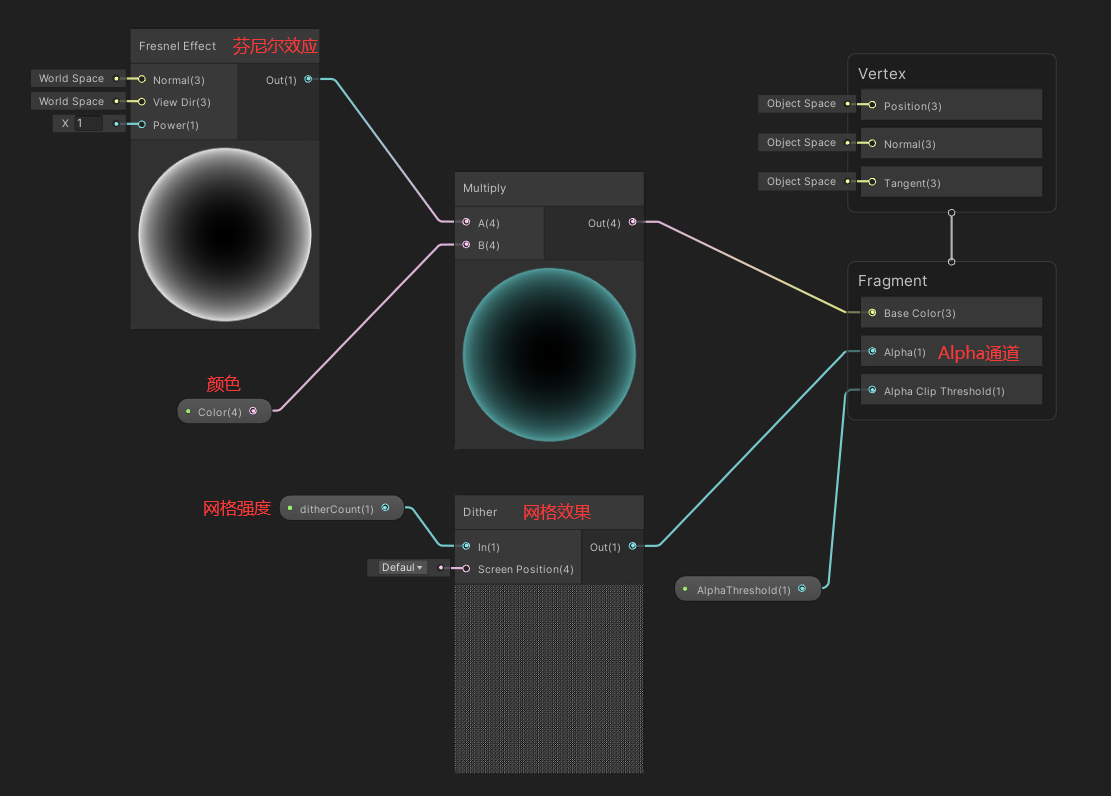 Fresnel Effect 芬尼尔效应
World Space
Normal(3)
Out(1)
World Space
View Dir(3)
X 1
Power(1)
Multiply
A(4)
Out(4)
B(4)
颜色
Color(4)
网格强度
ditherCount(1)
Dither 网格效果
In(1)
Out(1)
Defaul
Screen Position(4)
AlphaThreshold(1)
Vertex
Object Space
Position(3)
Object Space
Normal(3)
Object Space
Tangent(3)
Fragment
Base Color(3)
Alpha(1) Alpha通道
Alpha Clip Threshold(1)